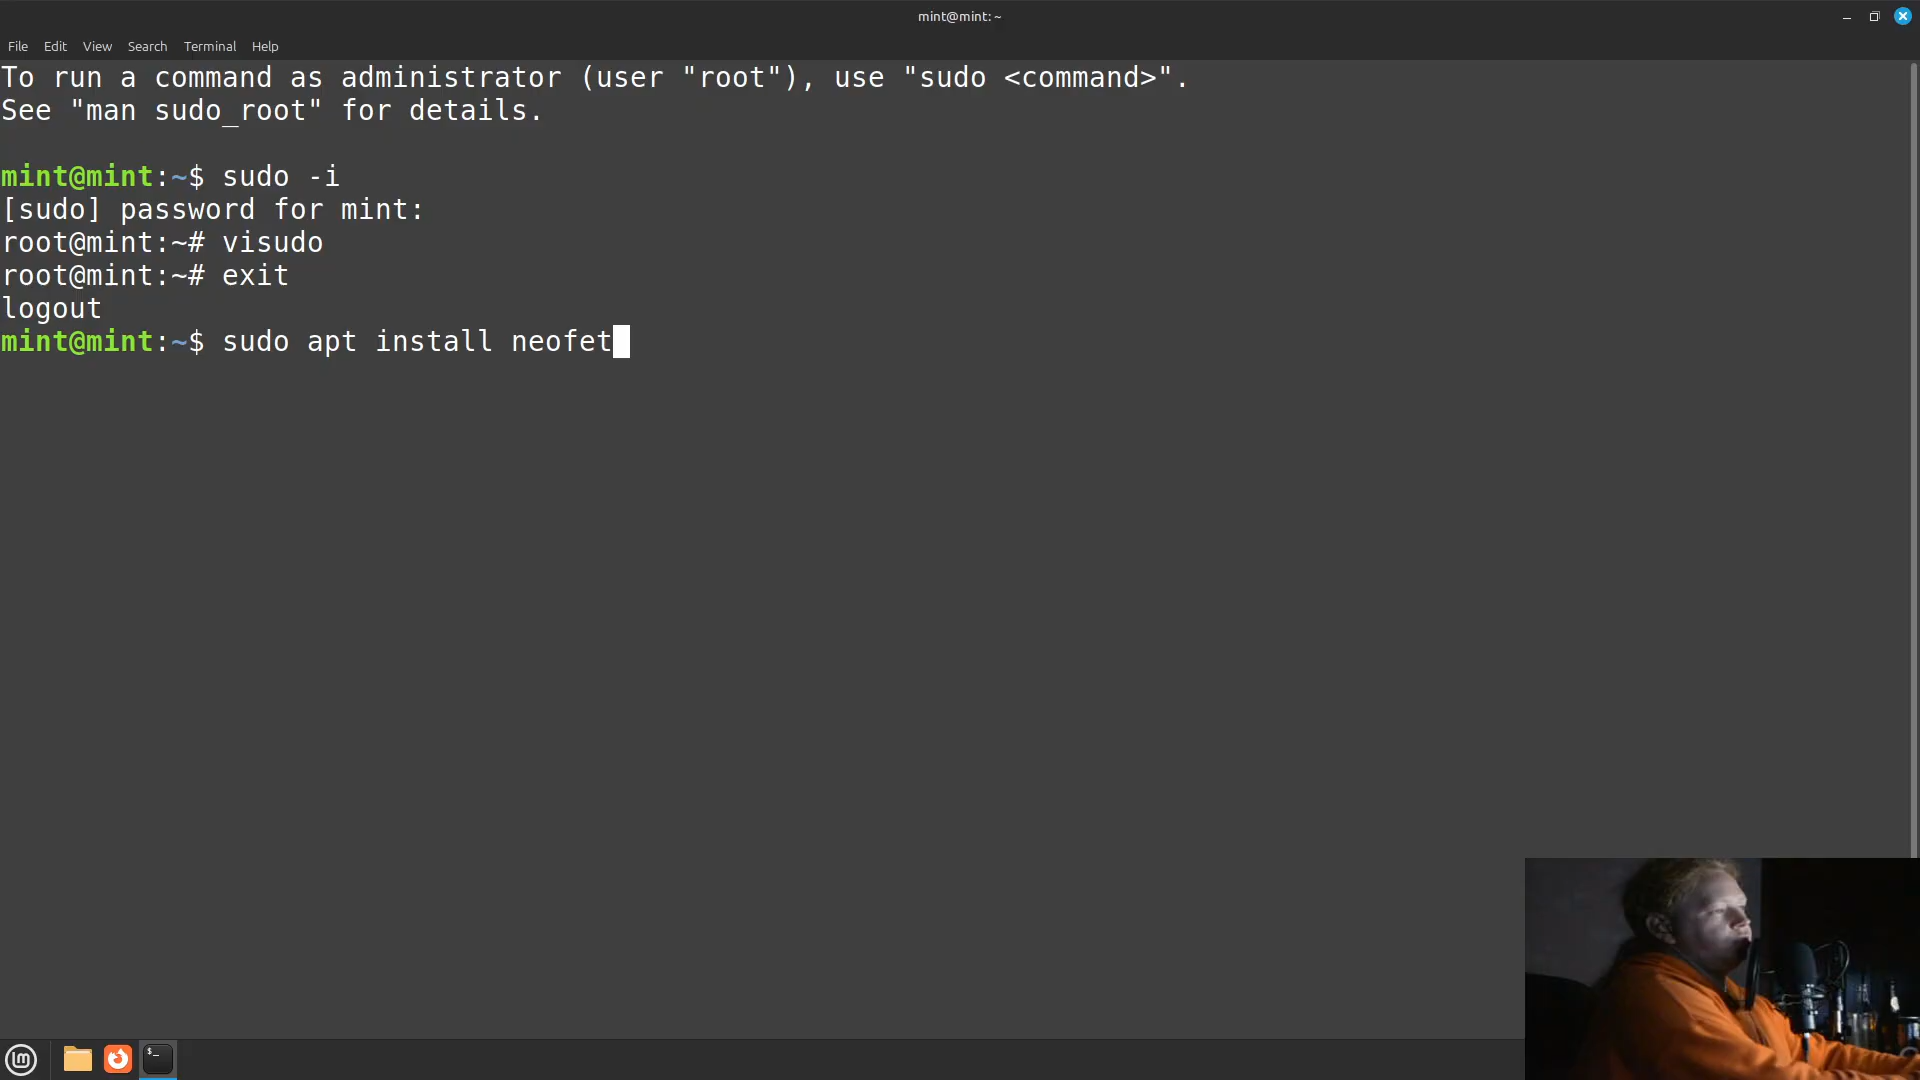 mint@mint: ~
File Edit View Search Terminal Help
To run a command as administrator (user "root"), use "sudo <command>".
See "man sudo_root" for details.
mint@mint:~$ sudo -i
[sudo] password for mint:
root@mint:~# visudo
root@mint:~# exit
logout
mint@mint:~$ sudo apt install neofet
lm
$_